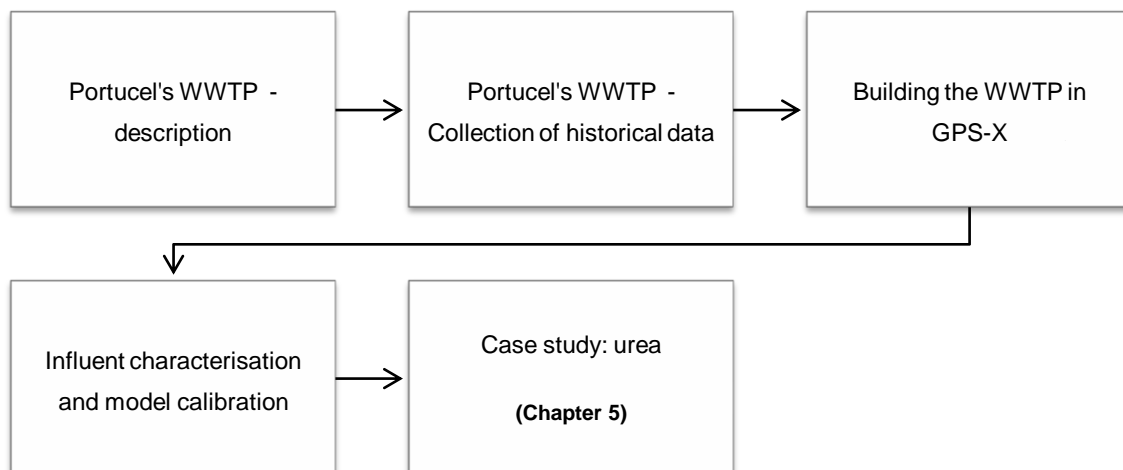 Portucel's WWTP -
description
Portucel's WWTP -
Collection of historical data
Building the WWTP in
GPS-X
Influent characterisation
and model calibration
Case study: urea
(Chapter 5)